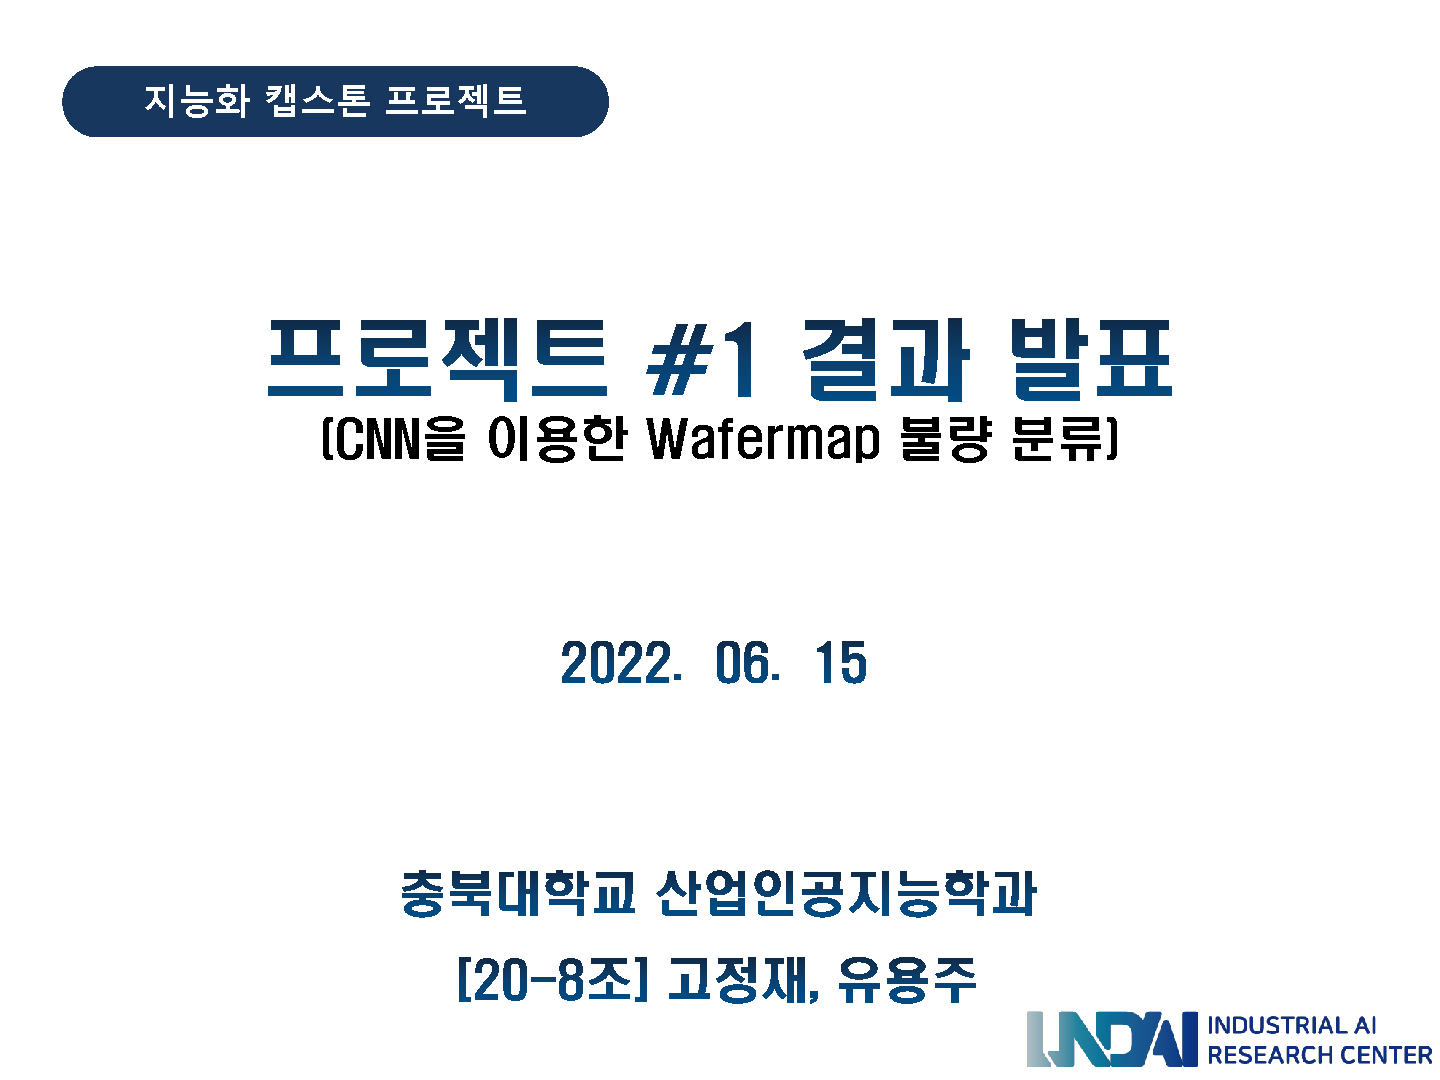 지능화 캡스톤 프로젝트
프로젝트 #1 결과 발표
(CNN을 이용한 Wafermap 불량 분류)
2022. 06. 15
충북대학교 산업인공지능학과
[20-8조] 고정재, 유용주
INDAI INDUSTRIAL AI
RESEARCH CENTER